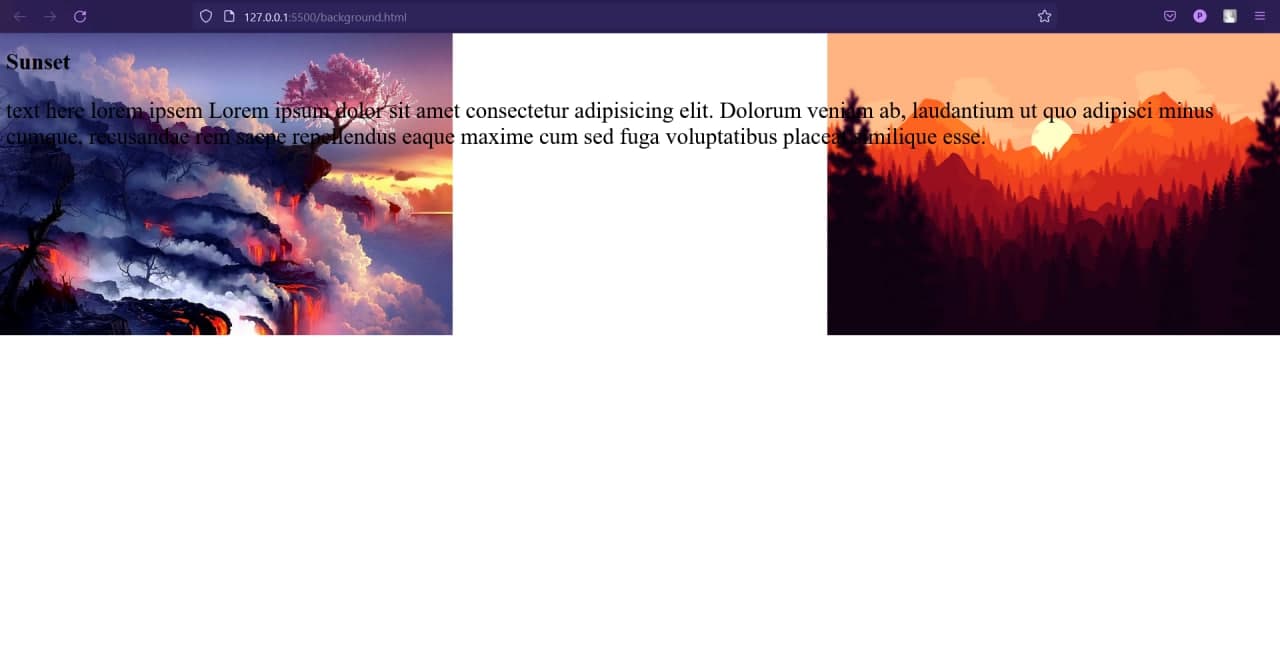 127.0.0.1:5500/background.html
P
Sunset
text here lorem ipsem Lorem ipsum dolor sit amet consectetur adipisicing elit. Dolorum veniam ab, laudantium ut quo adipisci minus
cumque, recusandae rem saepe repellendus eaque maxime cum sed fuga voluptatibus placeat similique esse.